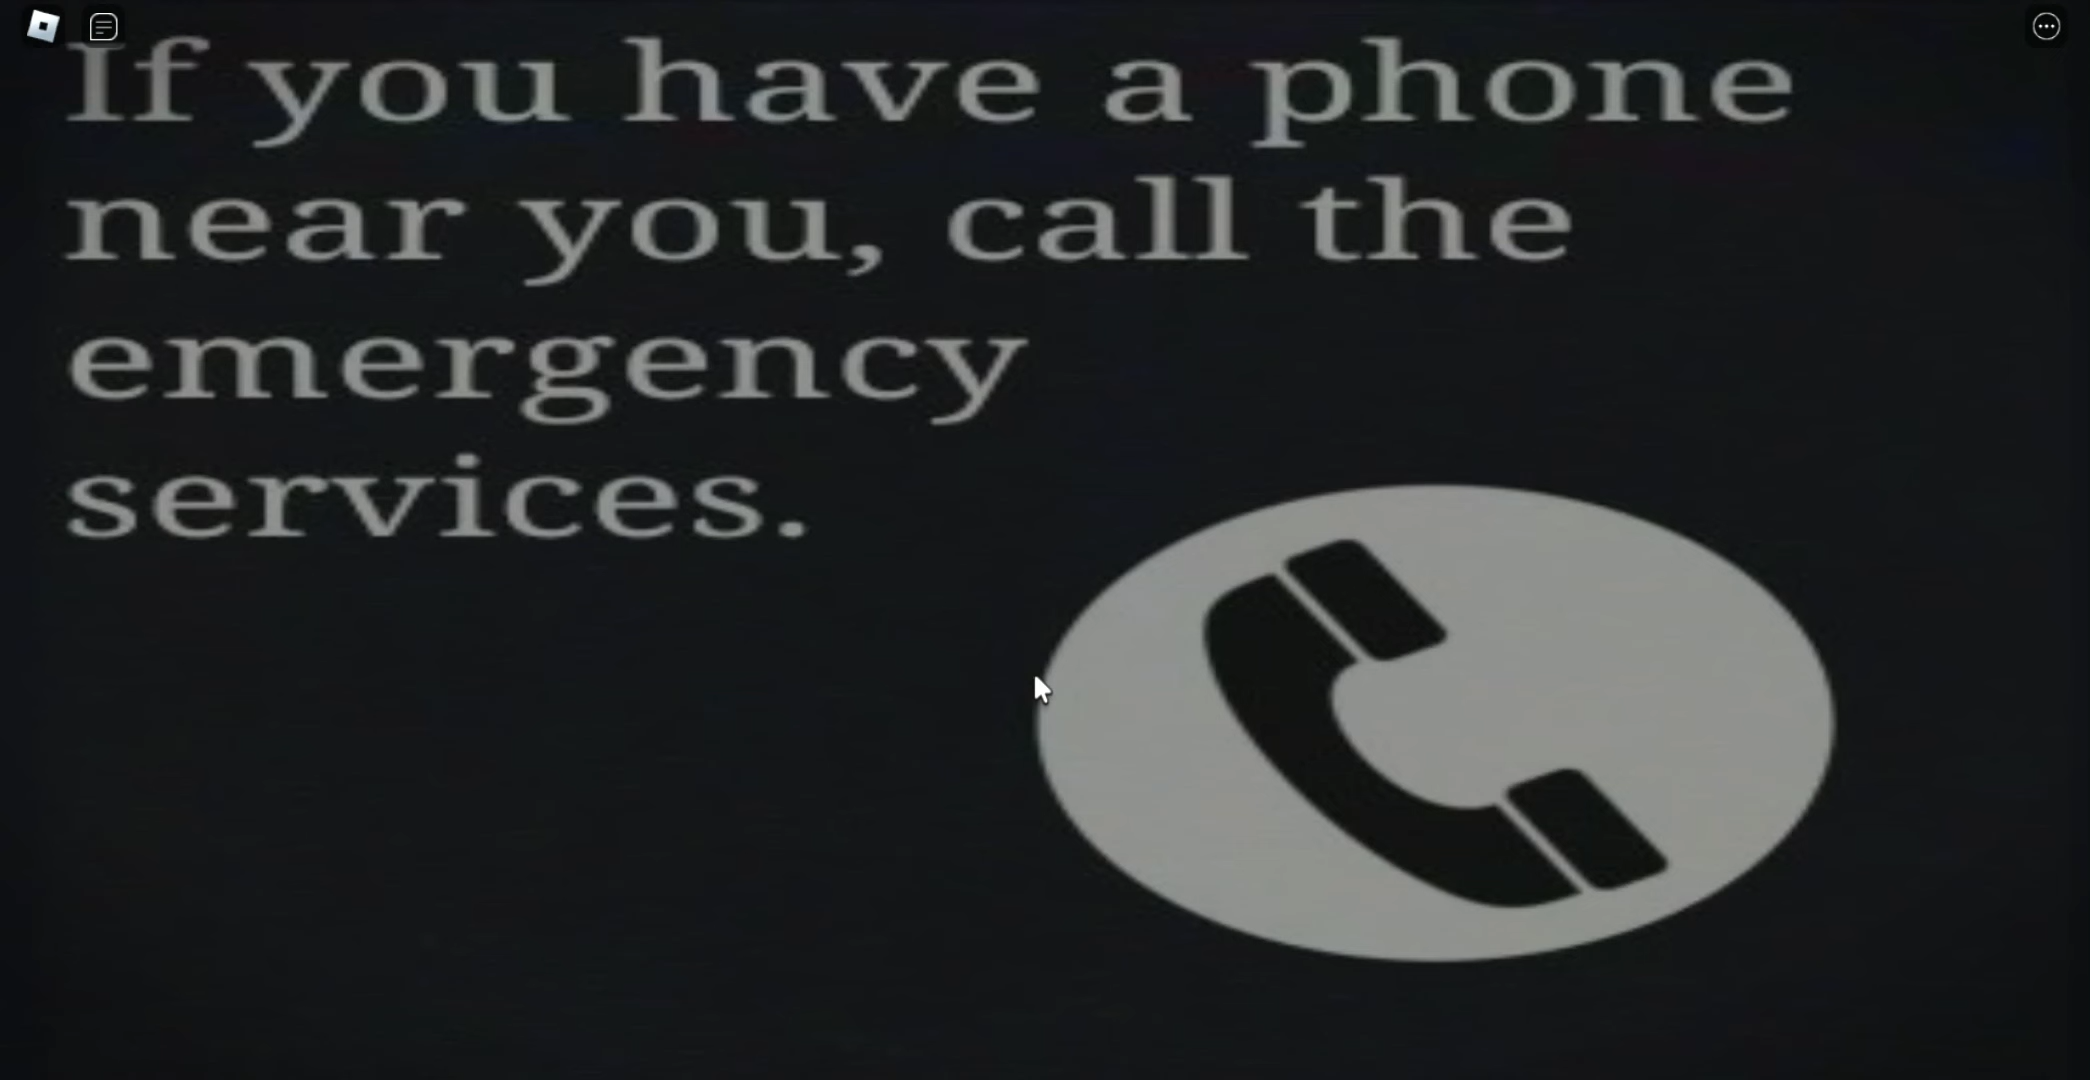 If you have a phone
near you, call the
emergency
services.